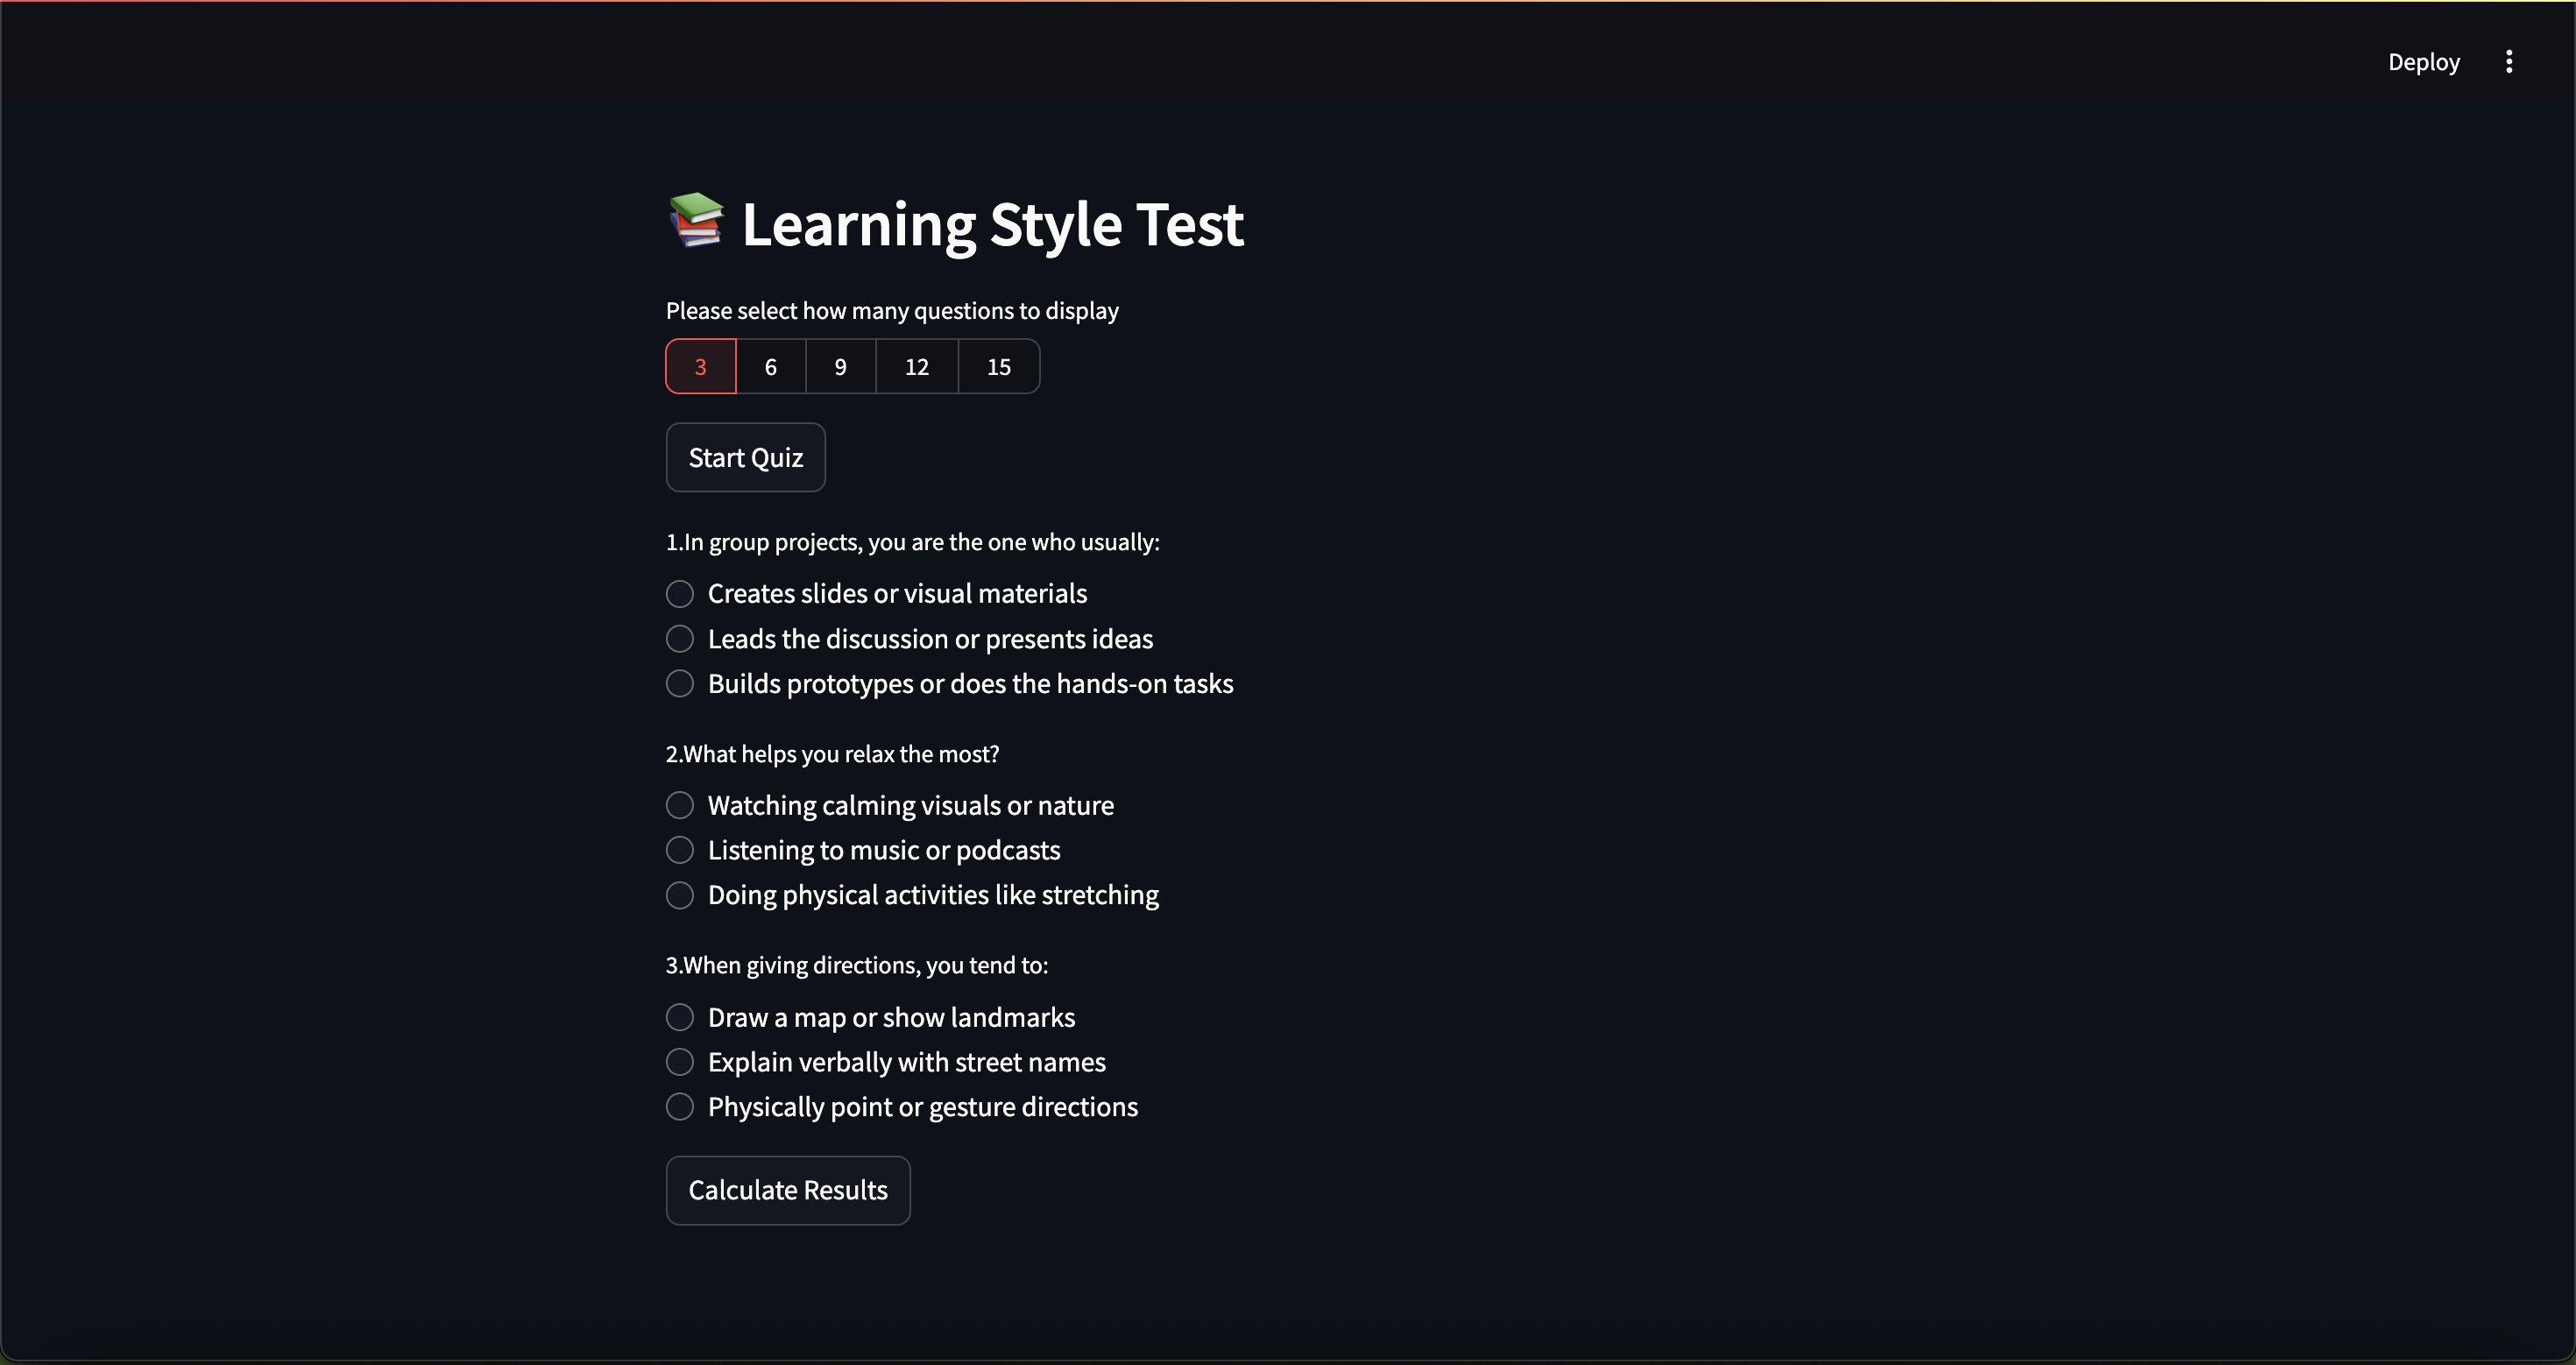 Deploy
Learning Style Test
Please select how many questions to display
3 6 9 12 15
Start Quiz
1.In group projects, you are the one who usually:
Creates slides or visual materials
Leads the discussion or presents ideas
Builds prototypes or does the hands-on tasks
2.What helps you relax the most?
Watching calming visuals or nature
Listening to music or podcasts
Doing physical activities like stretching
3.When giving directions, you tend to:
Draw a map or show landmarks
Explain verbally with street names
Physically point or gesture directions
Calculate Results